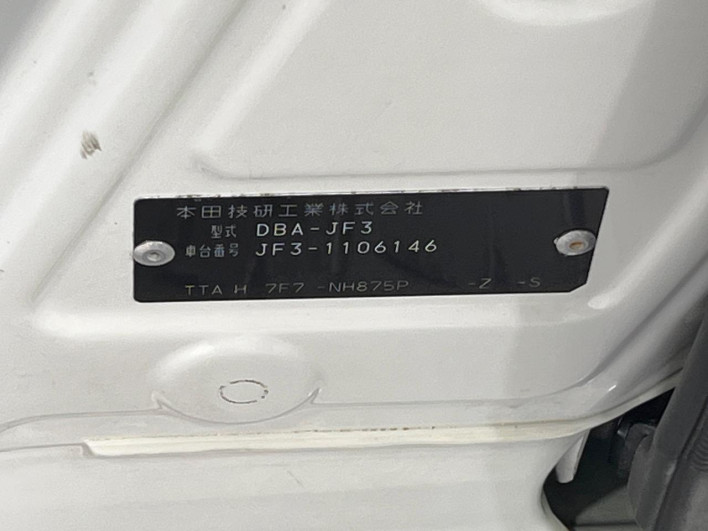 本田技研工業株式会社
型式 DBA-JF3
車台番号 JF3-1106146
TTA H 7F7 -NH875P -Z -S